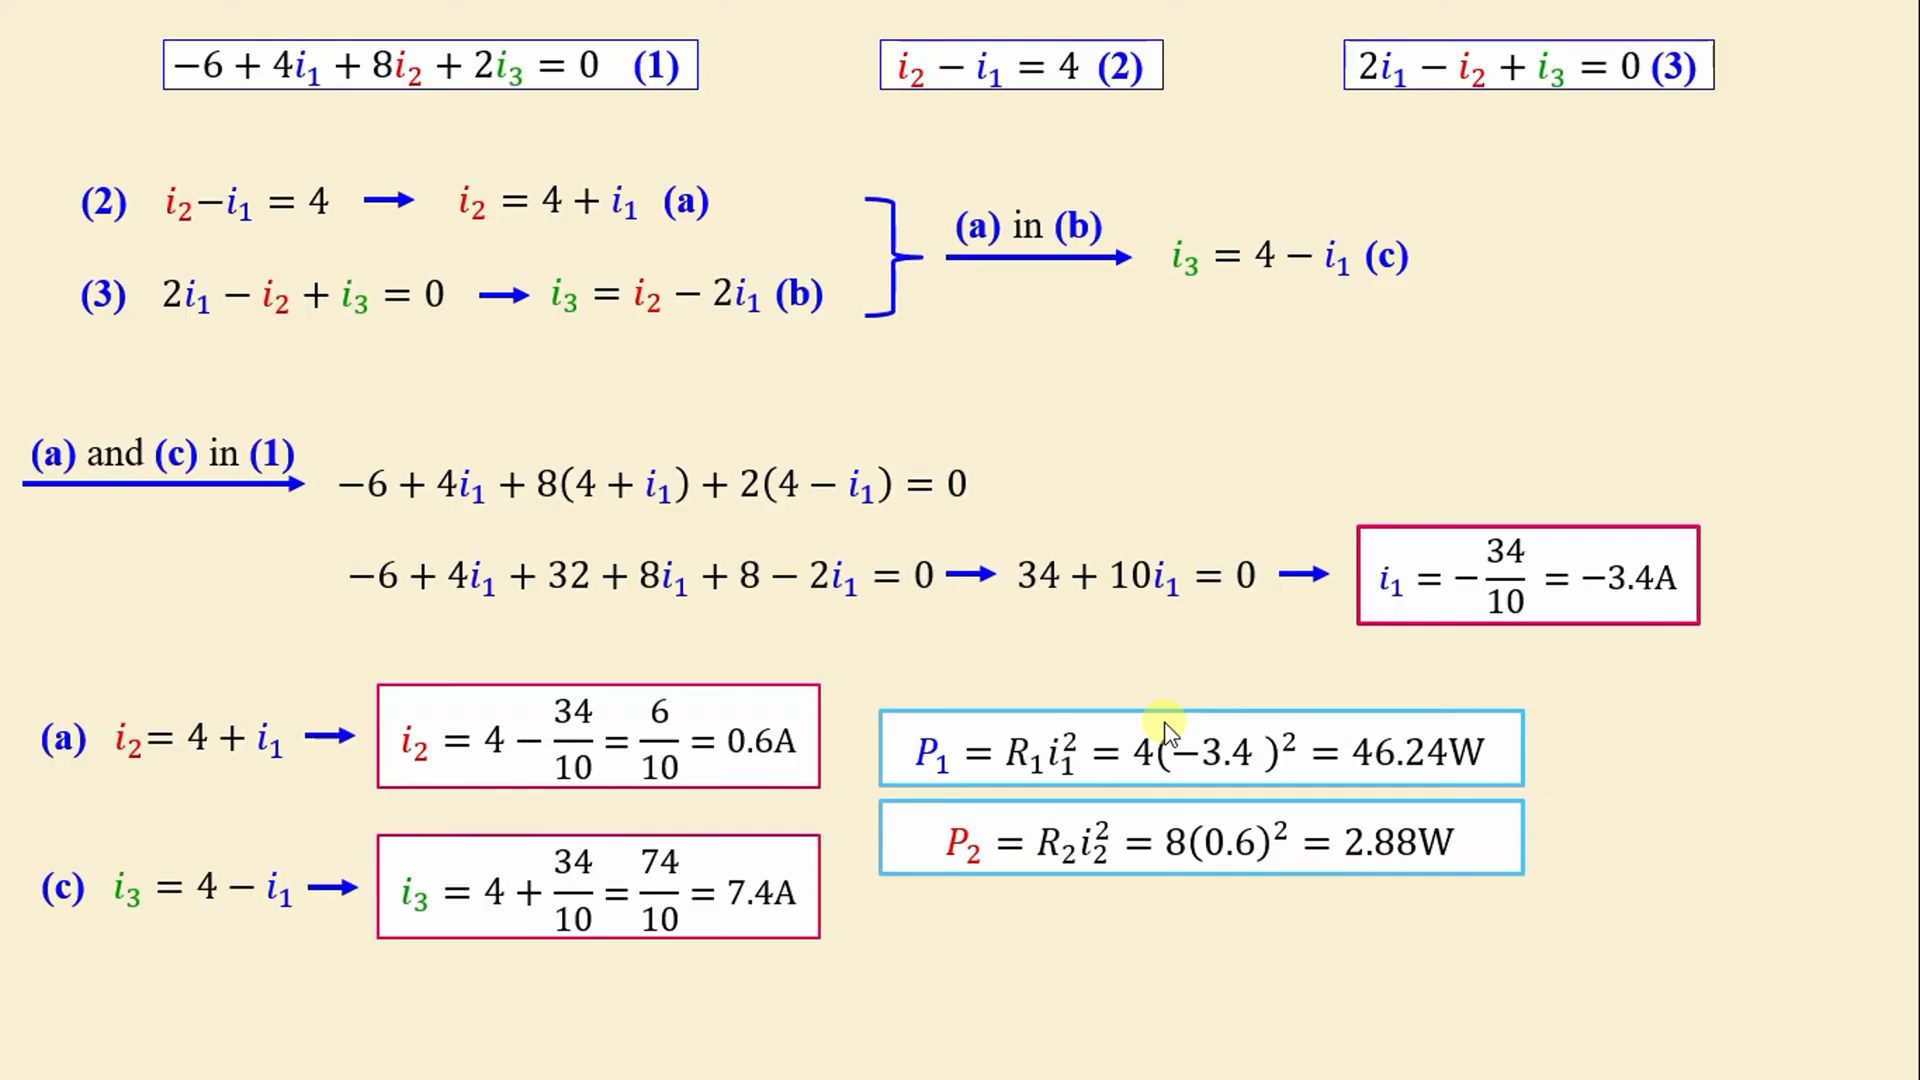 −6 + 4i₁ + 8i₂ + 2i₃ = 0 (1)
i₂ − i₁ = 4 (2)
2i₁ − i₂ + i₃ = 0 (3)
(2) i₂−i₁ = 4 → i₂ = 4 + i₁ (a)
(3) 2i₁ − i₂ + i₃ = 0 → i₃ = i₂ − 2i₁ (b)
(a) in (b)
i₃ = 4 − i₁ (c)
(a) and (c) in (1)
−6 + 4i₁ + 8(4 + i₁) + 2(4 − i₁) = 0
−6 + 4i₁ + 32 + 8i₁ + 8 − 2i₁ = 0 → 34 + 10i₁ = 0 → i₁ = −34/10 = −3.4A
(a) i₂= 4 + i₁ → i₂ = 4 − 34/10 = 6/10 = 0.6A
P₁ = R₁i₁² = 4(−3.4 )² = 46.24W
P₂ = R₂i₂² = 8(0.6)² = 2.88W
(c) i₃ = 4 − i₁ → i₃ = 4 + 34/10 = 74/10 = 7.4A